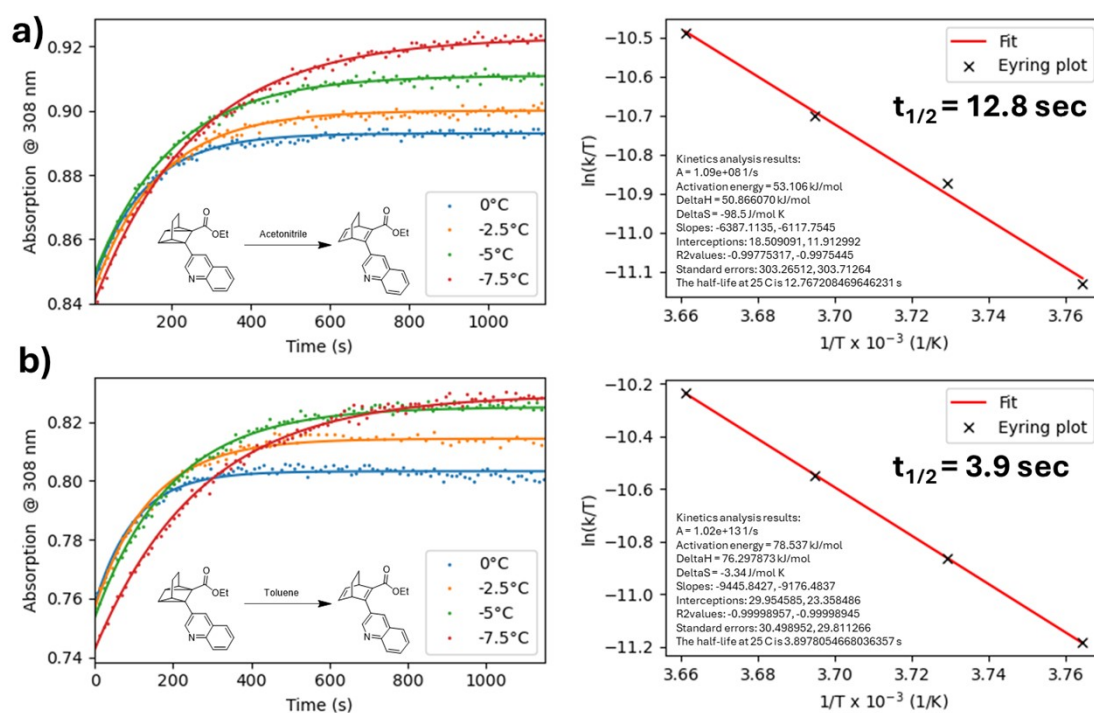 a)
0.92
0.90
0.88
0.86
0.84
Absorption @ 308 nm
200 400 600 800 1000
Time (s)
O
OEt
N
Acetonitrile
O
OEt
N
0°C
-2.5°C
-5°C
-7.5°C
-10.5
-10.6
-10.7
-10.8
-10.9
-11.0
-11.1
ln(k/T)
Fit
Eyring plot
t1/2 = 12.8 sec
Kinetics analysis results:
A = 1.09e+08 1/s
Activation energy = 53.106 kJ/mol
DeltaH = 50.866070 kJ/mol
DeltaS = -98.5 J/mol K
Slopes: -6387.1135, -6117.7545
Interceptions: 18.509091, 11.912992
R2values: -0.99775317, -0.9975445
Standard errors: 303.26512, 303.71264
The half-life at 25 C is 12.767208469646231 s
3.66 3.68 3.70 3.72 3.74 3.76
1/T x 10⁻³ (1/K)
b)
0.82
0.80
0.78
0.76
0.74
Absorption @ 308 nm
0 200 400 600 800 1000
Time (s)
O
OEt
N
Toluene
O
OEt
N
0°C
-2.5°C
-5°C
-7.5°C
-10.2
-10.4
-10.6
-10.8
-11.0
-11.2
ln(k/T)
Fit
Eyring plot
t1/2 = 3.9 sec
Kinetics analysis results:
A = 1.02e+13 1/s
Activation energy = 78.537 kJ/mol
DeltaH = 76.297873 kJ/mol
DeltaS = -3.34 J/mol K
Slopes: -9445.8427, -9176.4837
Interceptions: 29.954585, 23.358486
R2values: -0.99998957, -0.99998945
Standard errors: 30.498952, 29.811266
The half-life at 25 C is 3.8978054668036357 s
3.66 3.68 3.70 3.72 3.74 3.76
1/T x 10⁻³ (1/K)